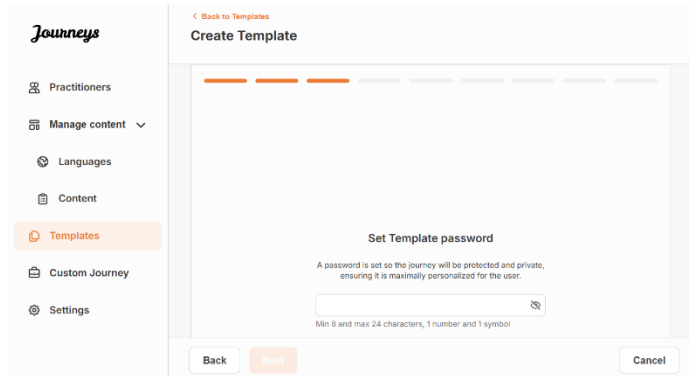 Journeys
Practitioners
Manage content
Languages
Content
Templates
Custom Journey
Settings
< Back to Templates
Create Template
Set Template password
A password is set so the journey will be protected and private,
ensuring it is maximally personalized for the user.
Min 8 and max 24 characters, 1 number and 1 symbol
Back
Next
Cancel